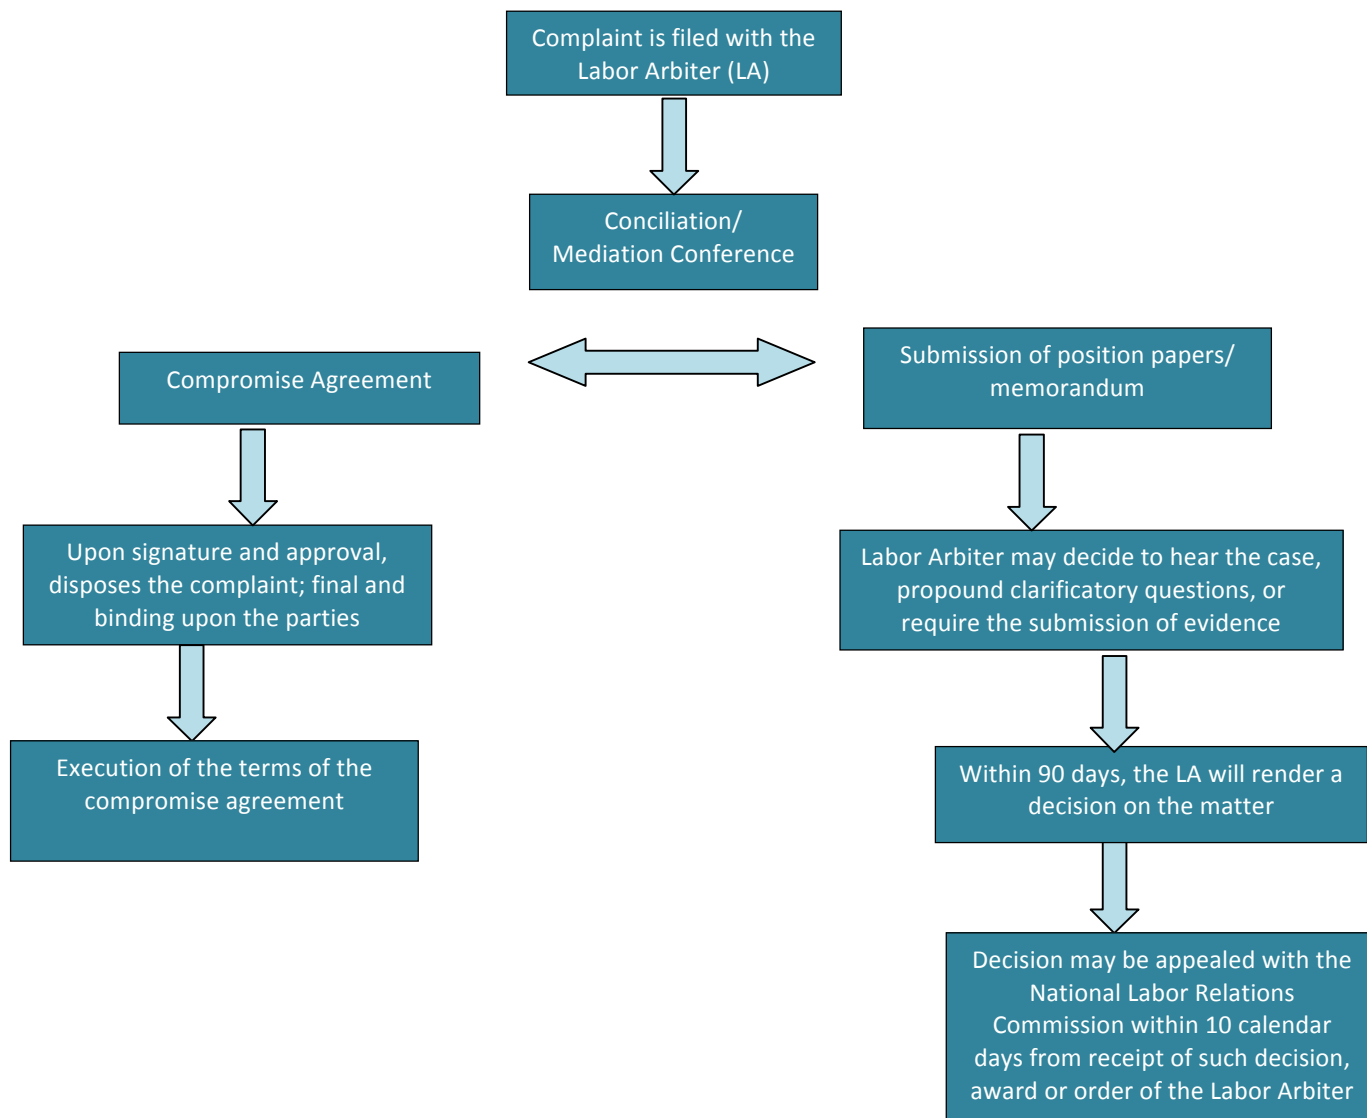 Complaint is filed with the
Labor Arbiter (LA)
Conciliation/
Mediation Conference
Compromise Agreement
Submission of position papers/
memorandum
Upon signature and approval,
disposes the complaint; final and
binding upon the parties
Labor Arbiter may decide to hear the case,
propound clarificatory questions, or
require the submission of evidence
Execution of the terms of the
compromise agreement
Within 90 days, the LA will render a
decision on the matter
Decision may be appealed with the
National Labor Relations
Commission within 10 calendar
days from receipt of such decision,
award or order of the Labor Arbiter